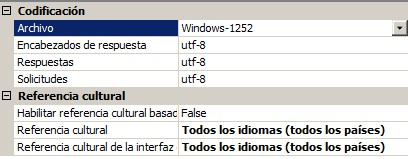 Codificación
Archivo Windows-1252
Encabezados de respuesta utf-8
Respuestas utf-8
Solicitudes utf-8
Referencia cultural
Habilitar referencia cultural basad False
Referencia cultural Todos los idiomas (todos los países)
Referencia cultural de la interfaz Todos los idiomas (todos los países)